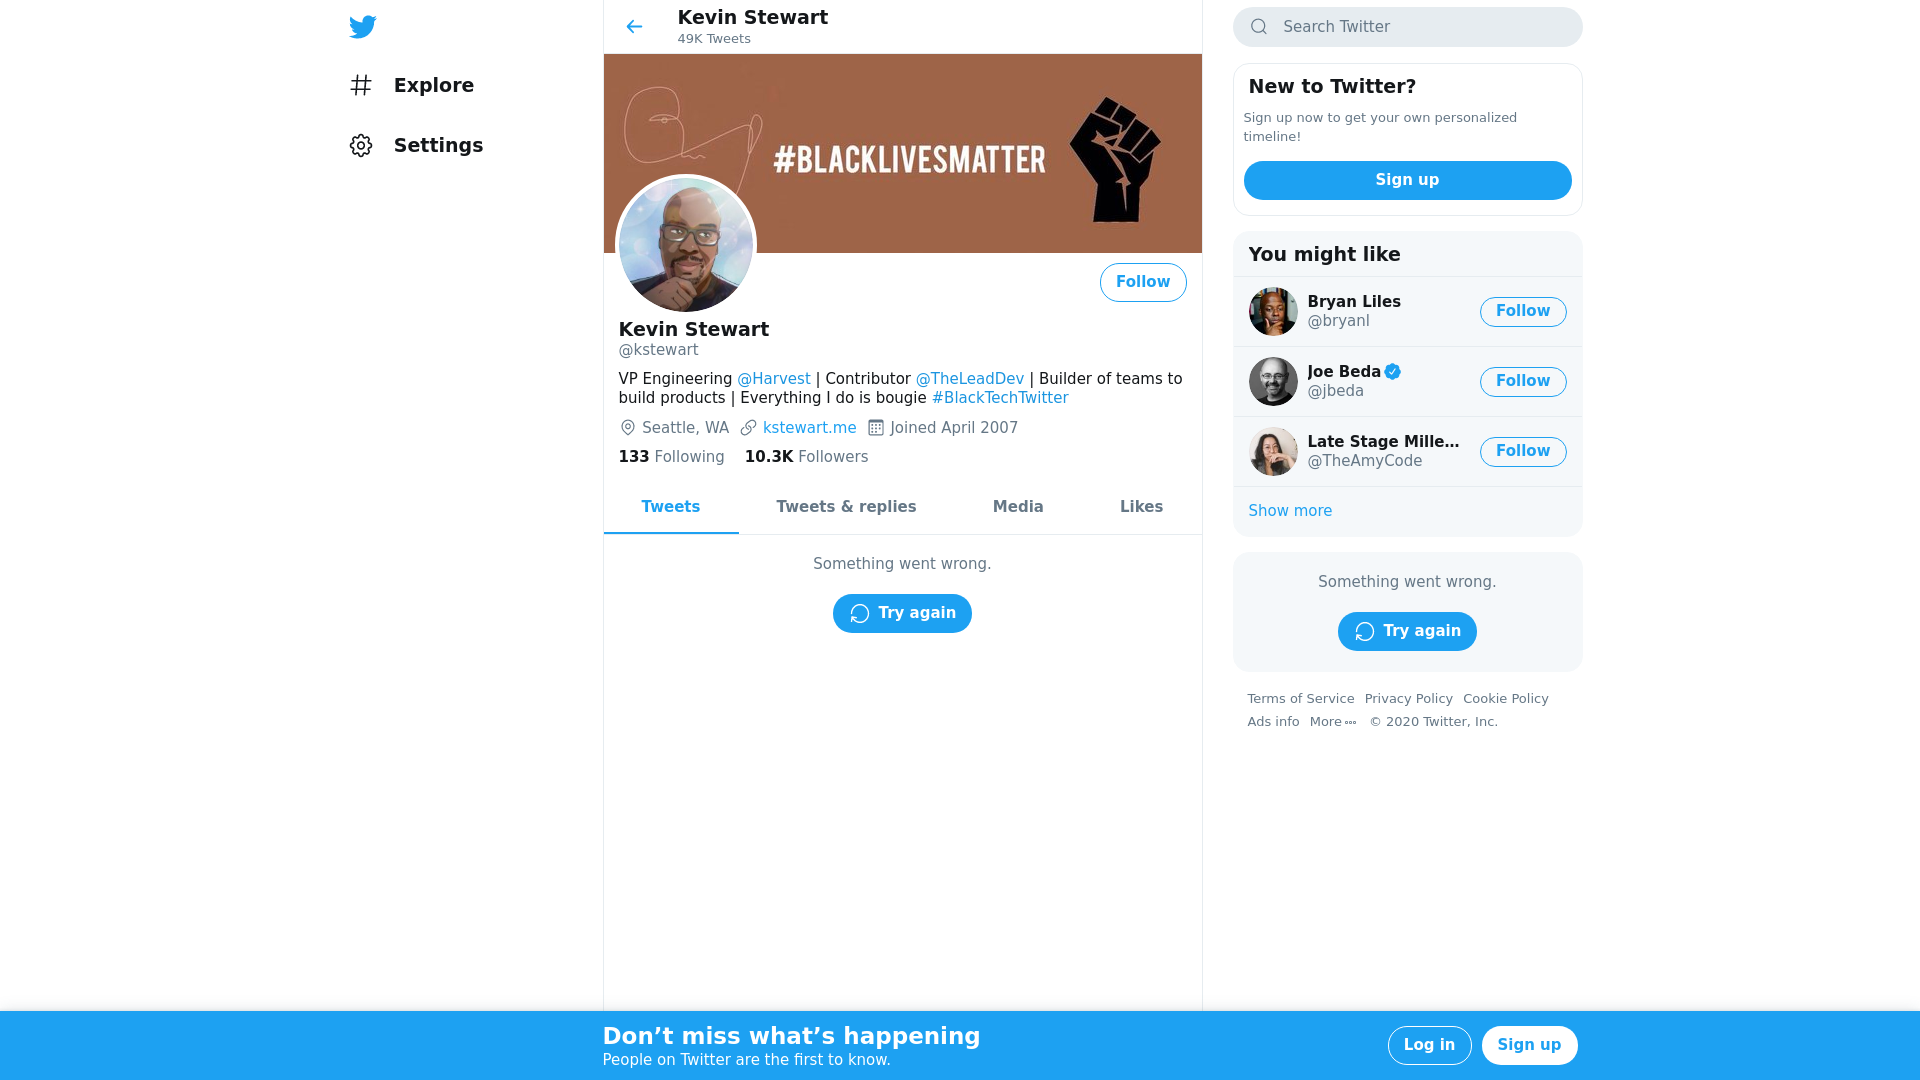 Explore
Settings
Kevin Stewart
49K Tweets
#BLACKLIVESMATTER
Follow
Kevin Stewart
@kstewart
VP Engineering @Harvest | Contributor @TheLeadDev | Builder of teams to
build products | Everything I do is bougie #BlackTechTwitter
Seattle, WA kstewart.me Joined April 2007
133 Following 10.3K Followers
Tweets Tweets & replies Media Likes
Something went wrong.
Try again
Search Twitter
New to Twitter?
Sign up now to get your own personalized
timeline!
Sign up
You might like
Bryan Liles
@bryanl
Follow
Joe Beda
@jbeda
Follow
Late Stage Mille...
@TheAmyCode
Follow
Show more
Something went wrong.
Try again
Terms of Service Privacy Policy Cookie Policy
Ads info More © 2020 Twitter, Inc.
Don’t miss what’s happening
People on Twitter are the first to know.
Log in Sign up